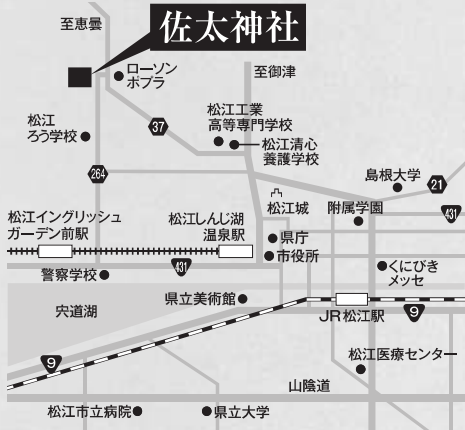 至恵曇
佐太神社
ローソン
ポプラ
至御津
松江
ろう学校
37
松江工業
高等専門学校
松江清心
養護学校
264
島根大学
21
431
松江イングリッシュ
ガーデン前駅
松江しんじ湖
温泉駅
松江城
附属学園
県庁
市役所
431
警察学校
くにびき
メッセ
宍道湖
県立美術館
JR松江駅
9
9
松江医療センター
山陰道
松江市立病院
県立大学